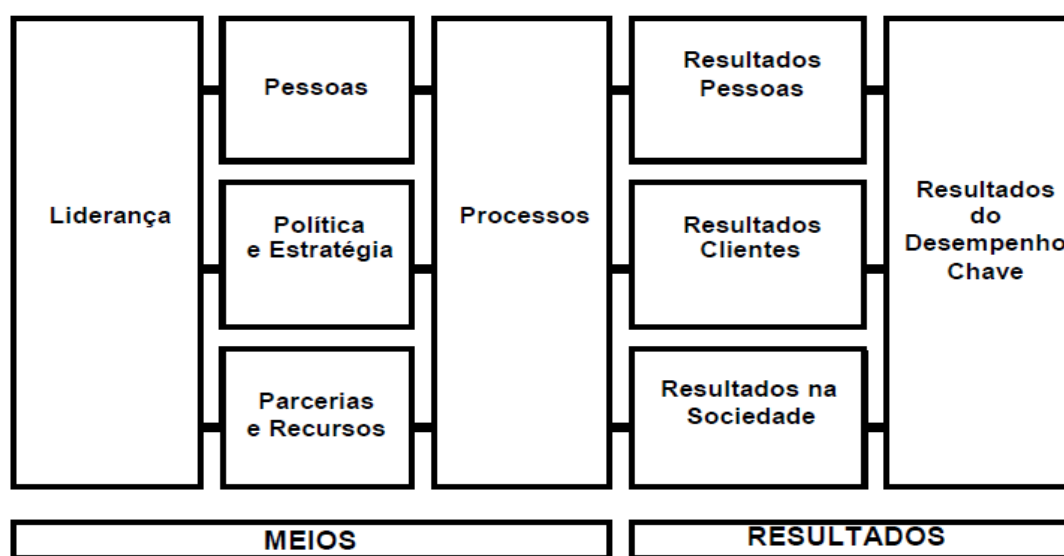 Liderança
Pessoas
Política
e Estratégia
Parcerias
e Recursos
Processos
Resultados
Pessoas
Resultados
Clientes
Resultados na
Sociedade
Resultados
do
Desempenho
Chave
MEIOS
RESULTADOS